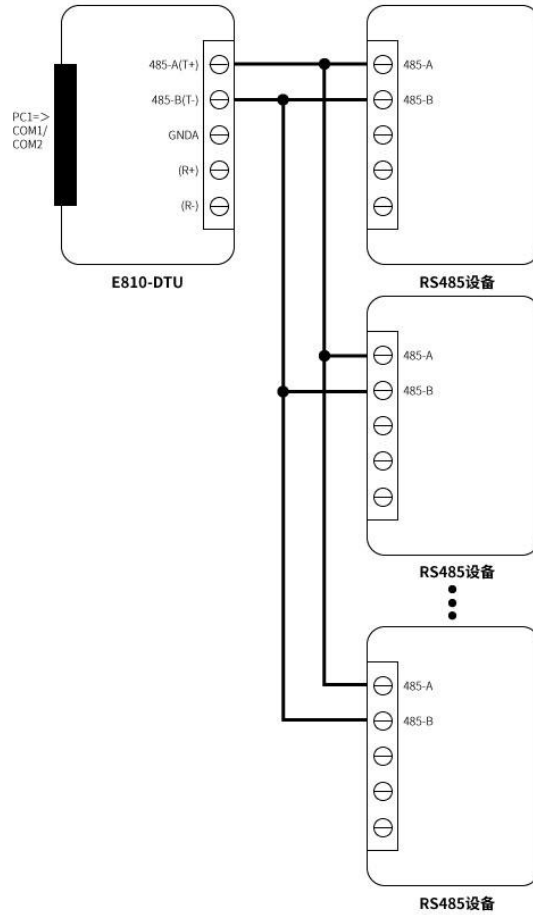 PC1=>
COM1/
COM2
485-A(T+)
485-B(T-)
GNDA
(R+)
(R-)
E810-DTU
485-A
485-B
RS485设备
485-A
485-B
RS485设备
485-A
485-B
RS485设备